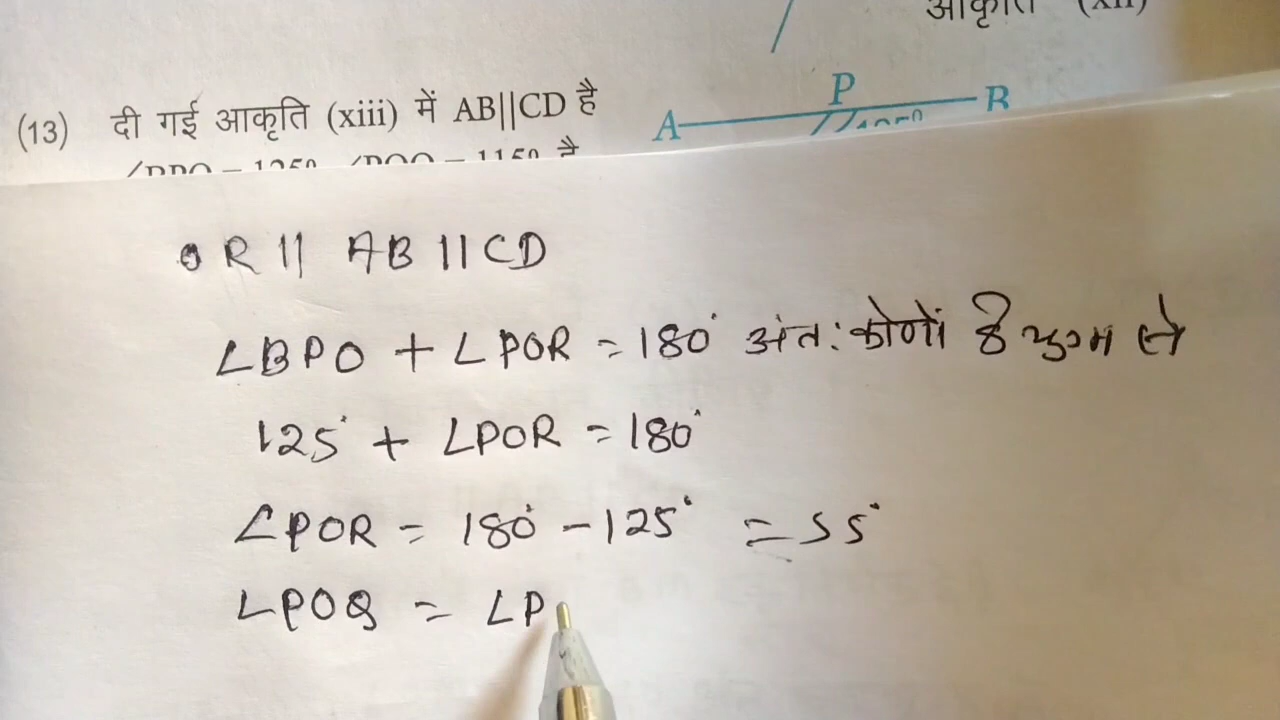 आकृति (xii)
(13) दी गई आकृति (xiii) में AB||CD है
P
A B
OR || AB || CD
∠BPO + ∠POR = 180° अंत: कोणों के युग्म से
125° + ∠POR = 180°
∠POR = 180° - 125° = 55°
∠POQ = ∠P